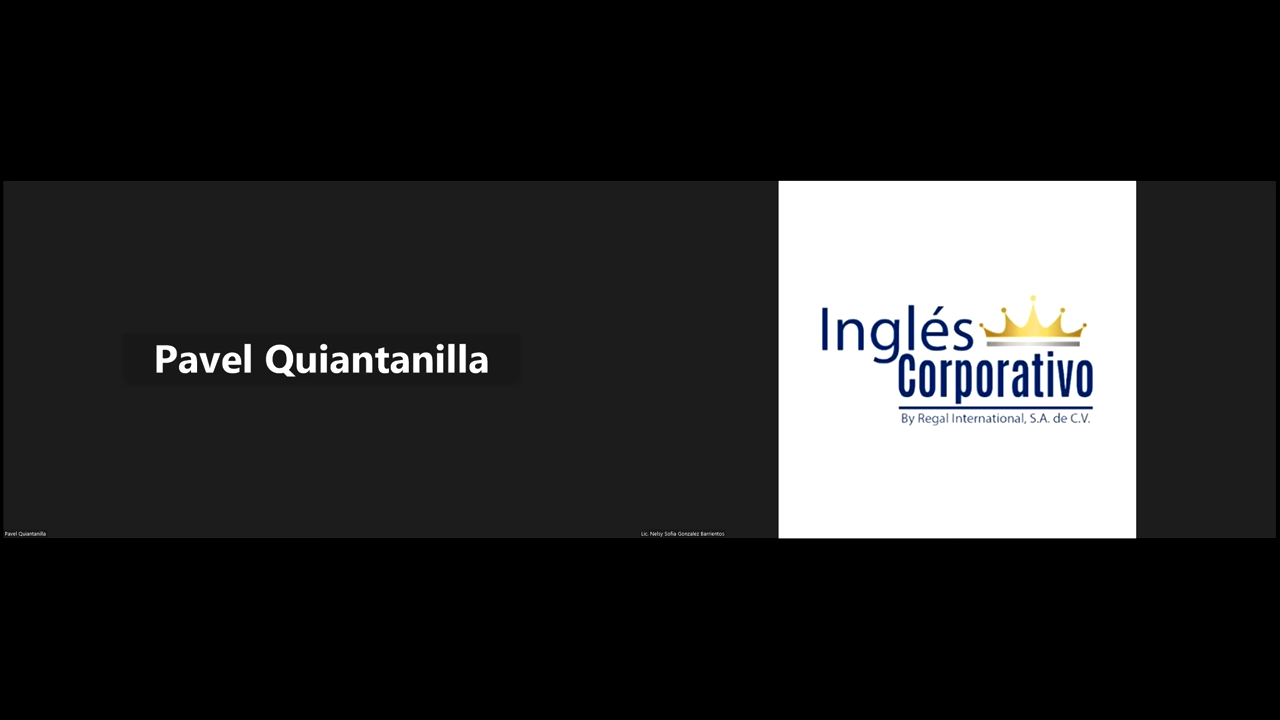 Pavel Quiantanilla
Inglés
Corporativo
By Regal International, S.A. de C.V.
Pavel Quiantanilla
Lic. Nelsy Sofia Gonzalez Barrientos